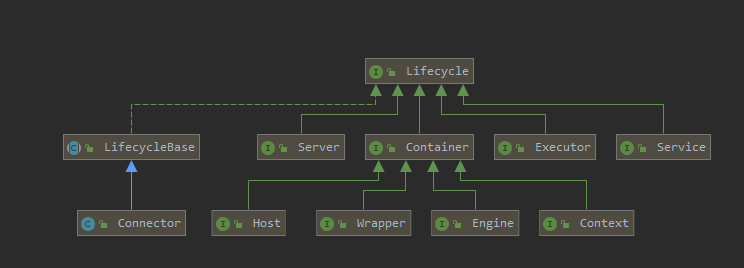 I Lifecycle
C LifecycleBase I Server I Container I Executor I Service
C Connector I Host I Wrapper I Engine I Context